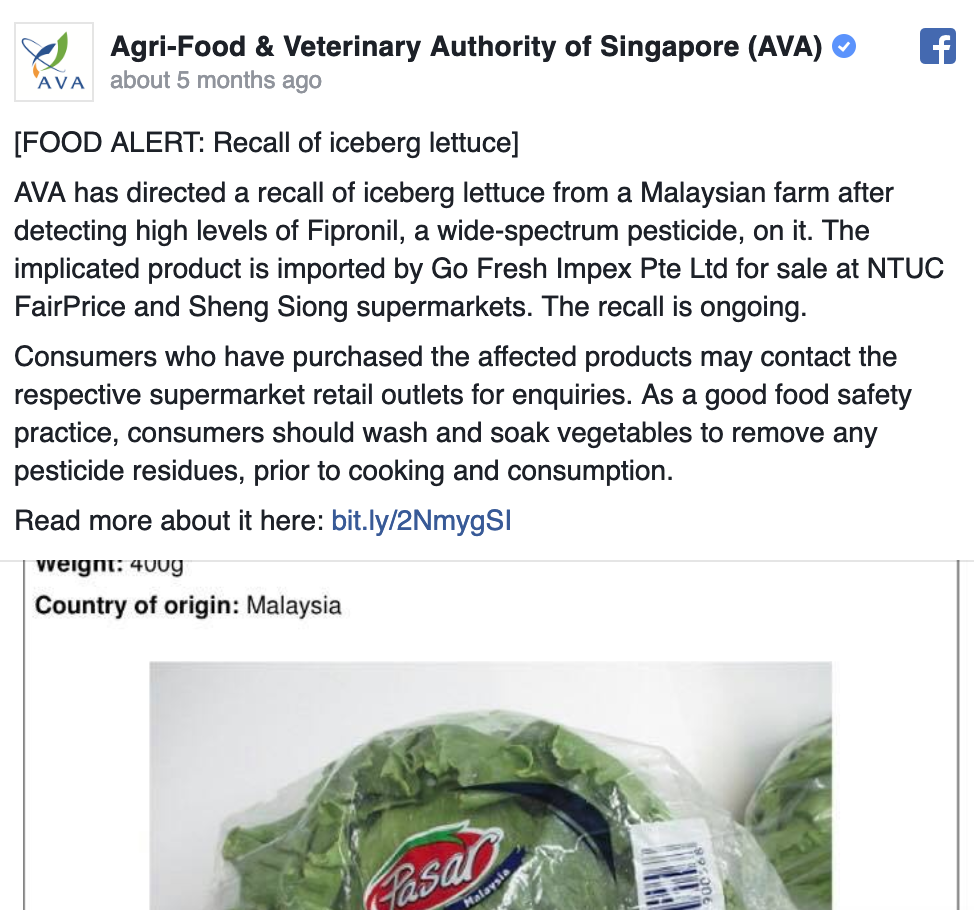 Agri-Food & Veterinary Authority of Singapore (AVA)
about 5 months ago
AVA
[FOOD ALERT: Recall of iceberg lettuce]
AVA has directed a recall of iceberg lettuce from a Malaysian farm after
detecting high levels of Fipronil, a wide-spectrum pesticide, on it. The
implicated product is imported by Go Fresh Impex Pte Ltd for sale at NTUC
FairPrice and Sheng Siong supermarkets. The recall is ongoing.
Consumers who have purchased the affected products may contact the
respective supermarket retail outlets for enquiries. As a good food safety
practice, consumers should wash and soak vegetables to remove any
pesticide residues, prior to cooking and consumption.
Read more about it here: bit.ly/2NmygSI
Weight: 400g
Country of origin: Malaysia
Pasar
Malaysia